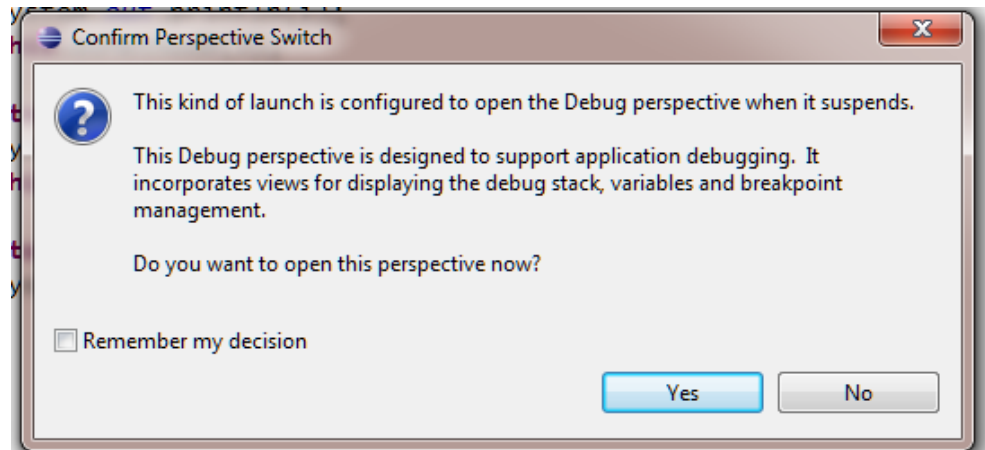 Confirm Perspective Switch
This kind of launch is configured to open the Debug perspective when it suspends.
This Debug perspective is designed to support application debugging.  It
incorporates views for displaying the debug stack, variables and breakpoint
management.
Do you want to open this perspective now?
Remember my decision
Yes
No